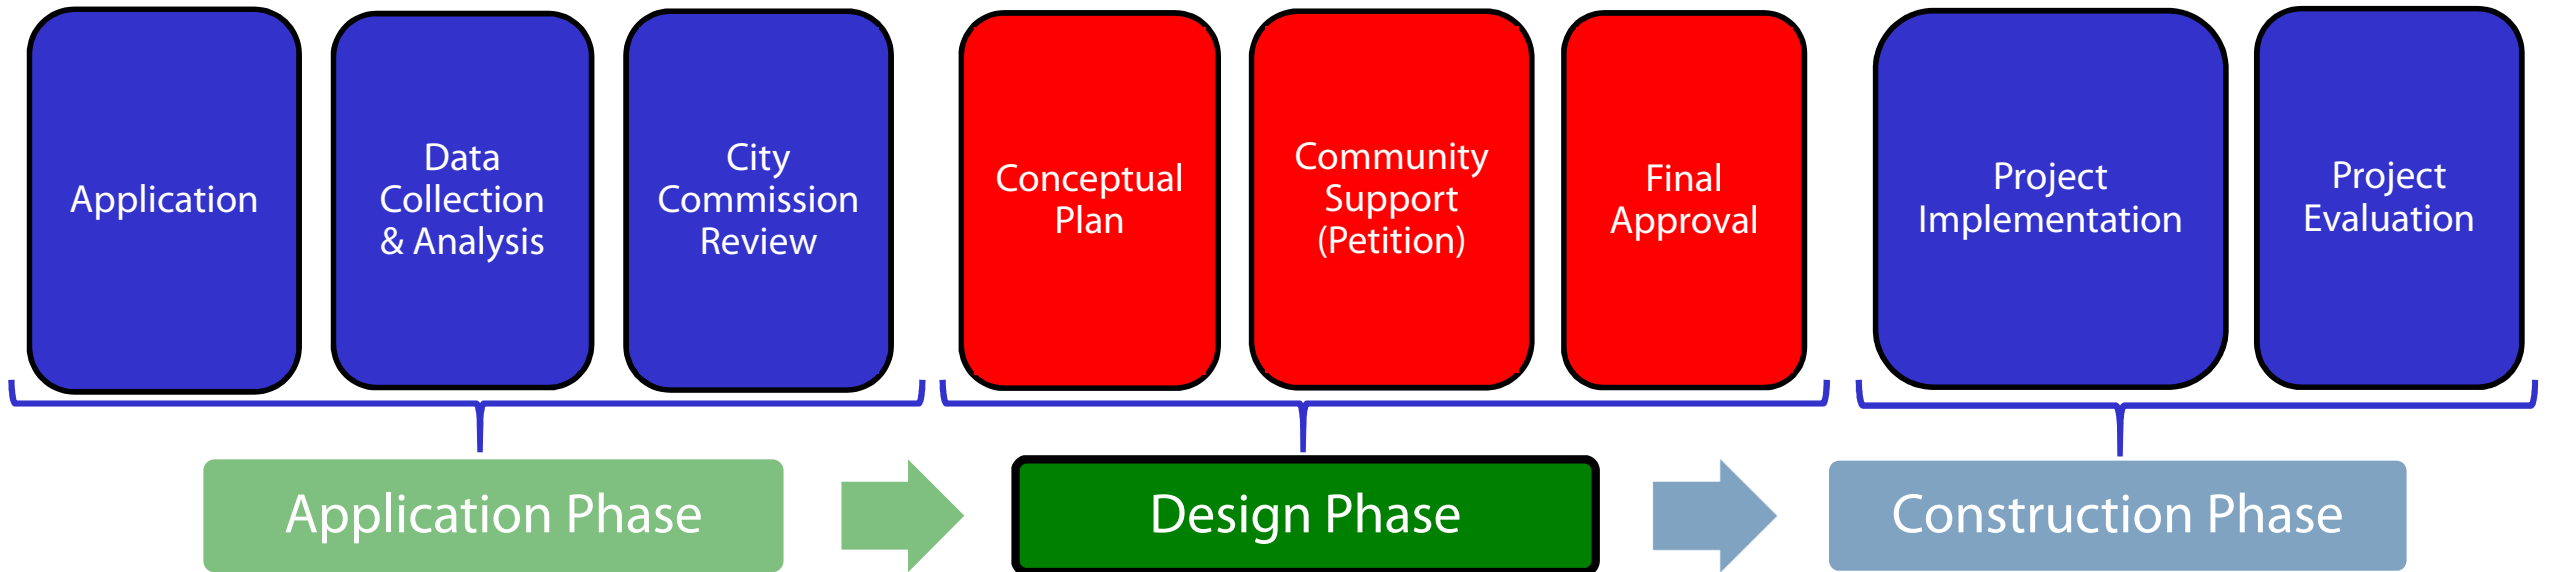 Application
Data
Collection
& Analysis
City
Commission
Review
Conceptual
Plan
Community
Support
(Petition)
Final
Approval
Project
Implementation
Project
Evaluation
Application Phase
Design Phase
Construction Phase